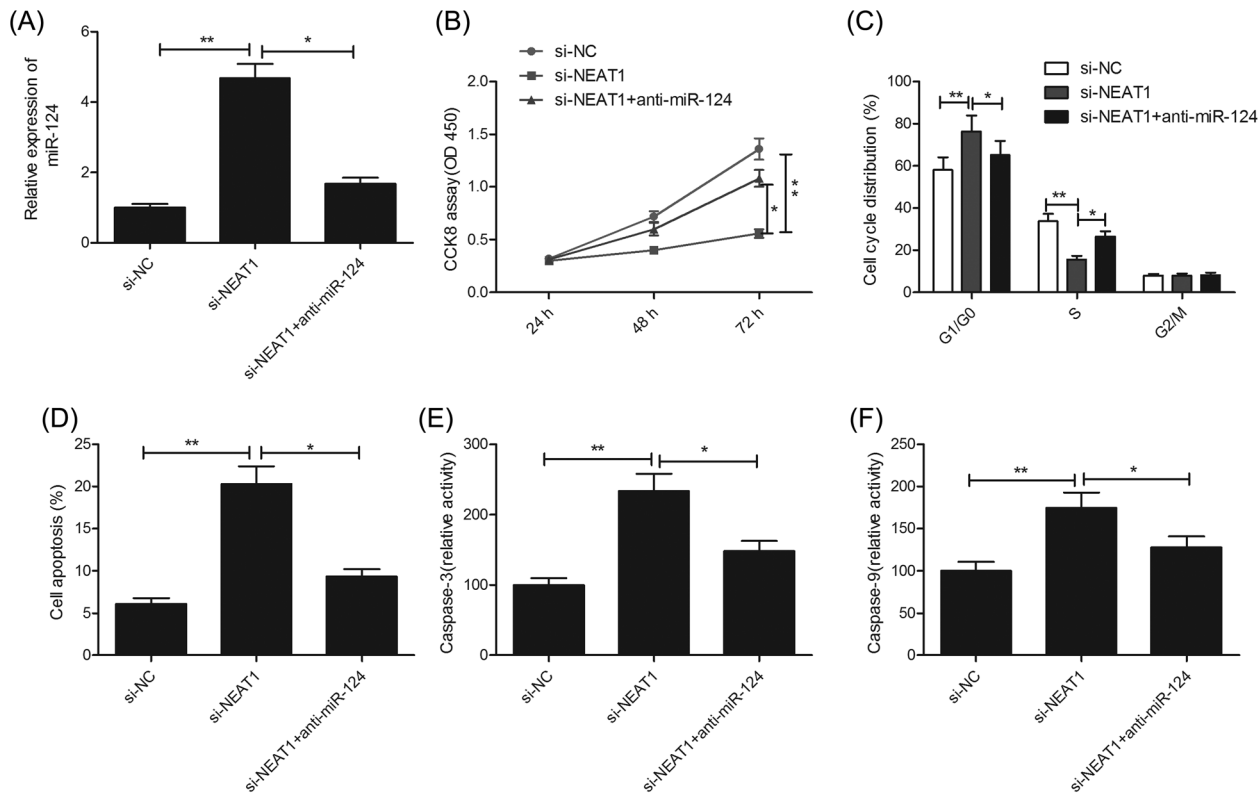 (A)
Relative expression of
miR-124
6
4
2
0
**
*
si-NC
si-NEAT1
si-NEAT1+anti-miR-124
(B)
si-NC
si-NEAT1
si-NEAT1+anti-miR-124
CCK8 assay(OD 450)
2.0
1.5
1.0
0.5
0.0
*
**
24 h
48 h
72 h
(C)
si-NC
si-NEAT1
si-NEAT1+anti-miR-124
Cell cycle distribution (%)
100
80
60
40
20
0
**
*
**
*
G1/G0
S
G2/M
(D)
Cell apoptosis (%)
25
20
15
10
5
0
**
*
si-NC
si-NEAT1
si-NEAT1+anti-miR-124
(E)
Caspase-3(relative activity)
300
200
100
0
**
*
si-NC
si-NEAT1
si-NEAT1+anti-miR-124
(F)
Caspase-9(relative activity)
250
200
150
100
50
0
**
*
si-NC
si-NEAT1
si-NEAT1+anti-miR-124